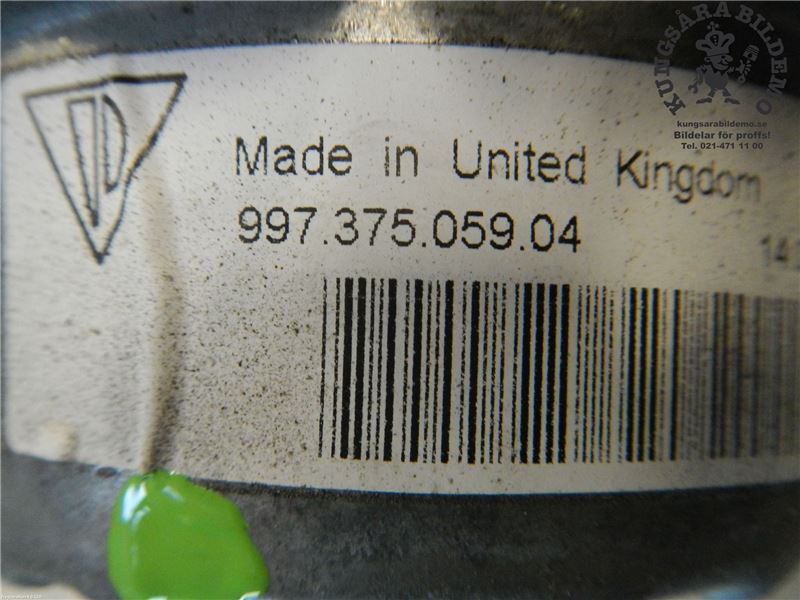 KUNGSÅRA BILDEMO
kungsarabildemo.se
Bildelar för proffs!
Tel. 021-471 11 00
Made in United Kingdom
997.375.059.04
14